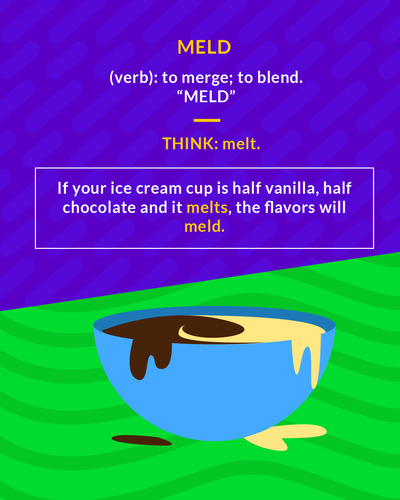 MELD
(verb): to merge; to blend.
“MELD”
THINK: melt.
If your ice cream cup is half vanilla, half
chocolate and it melts, the flavors will
meld.